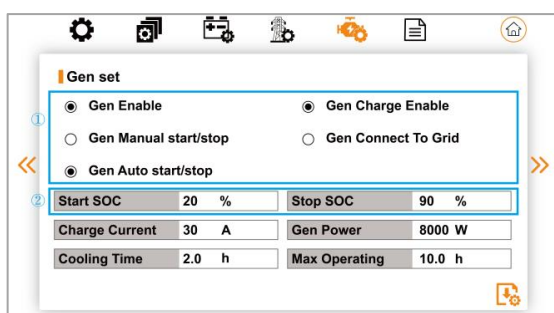 Gen set
① Gen Enable Gen Charge Enable
Gen Manual start/stop Gen Connect To Grid
Gen Auto start/stop
② Start SOC 20 % Stop SOC 90 %
Charge Current 30 A Gen Power 8000 W
Cooling Time 2.0 h Max Operating 10.0 h